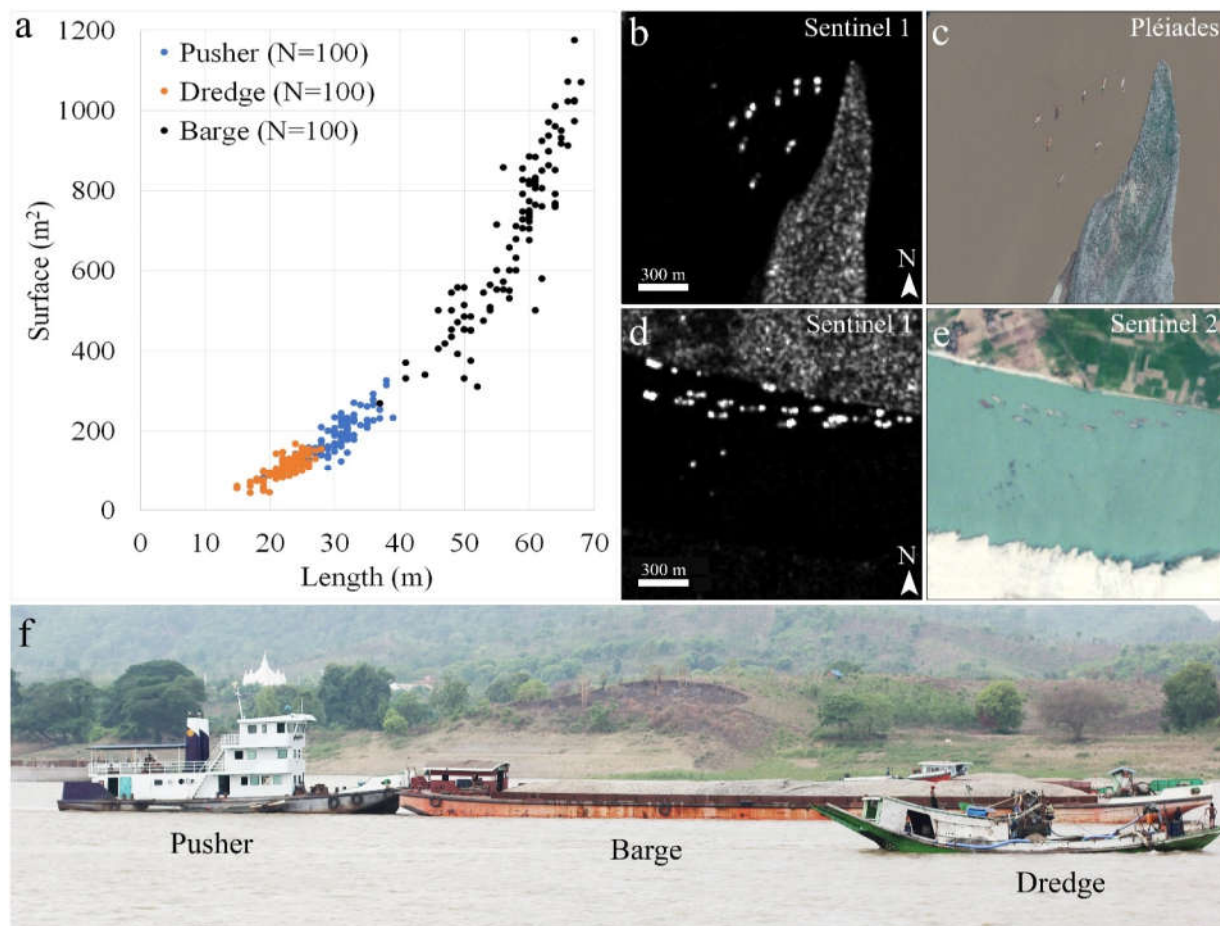 a
1200
1000
800
600
400
200
0
Surface (m²)
Pusher (N=100)
Dredge (N=100)
Barge (N=100)
0 10 20 30 40 50 60 70
Length (m)
b Sentinel 1
300 m
N
c Pléiades
d Sentinel 1
300 m
N
e Sentinel 2
f
Pusher
Barge
Dredge